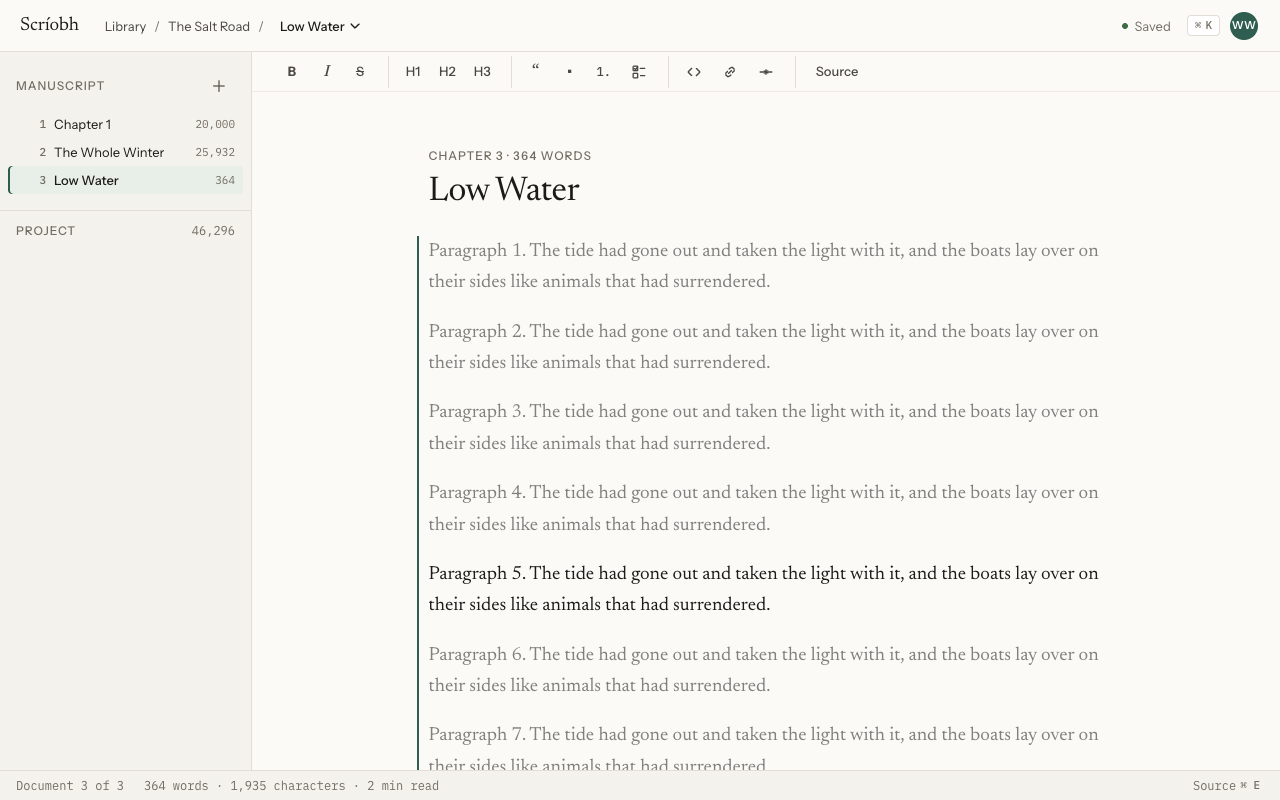 Scríobh Library / The Salt Road / Low Water Saved ⌘ K WW
MANUSCRIPT
1 Chapter 1 20,000
2 The Whole Winter 25,932
3 Low Water 364
PROJECT 46,296
B I S H1 H2 H3 “ ▪ 1. Source
CHAPTER 3 · 364 WORDS
Low Water
Paragraph 1. The tide had gone out and taken the light with it, and the boats lay over on
their sides like animals that had surrendered.
Paragraph 2. The tide had gone out and taken the light with it, and the boats lay over on
their sides like animals that had surrendered.
Paragraph 3. The tide had gone out and taken the light with it, and the boats lay over on
their sides like animals that had surrendered.
Paragraph 4. The tide had gone out and taken the light with it, and the boats lay over on
their sides like animals that had surrendered.
Paragraph 5. The tide had gone out and taken the light with it, and the boats lay over on
their sides like animals that had surrendered.
Paragraph 6. The tide had gone out and taken the light with it, and the boats lay over on
their sides like animals that had surrendered.
Paragraph 7. The tide had gone out and taken the light with it, and the boats lay over on
their sides like animals that had surrendered.
Document 3 of 3 364 words · 1,935 characters · 2 min read Source ⌘ E